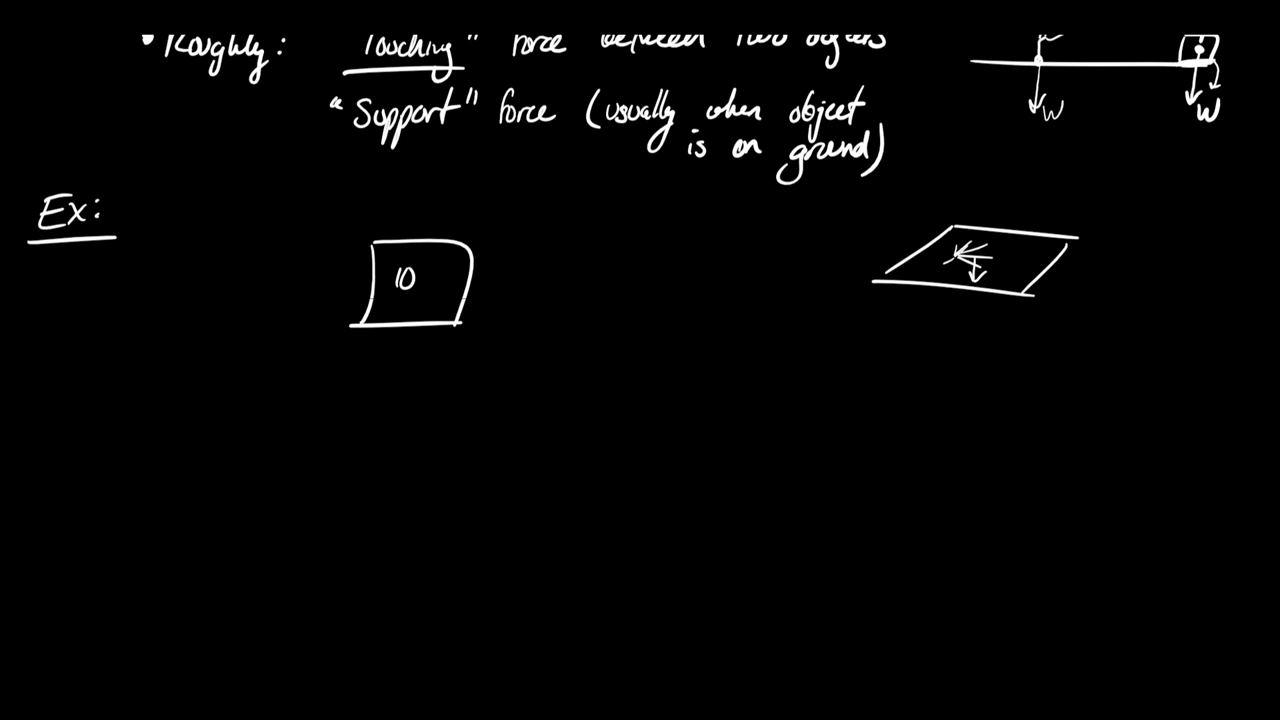 • Roughly: "Touching" force between two objects
"Support" force (usually when object
is on ground)
W
W
Ex:
10